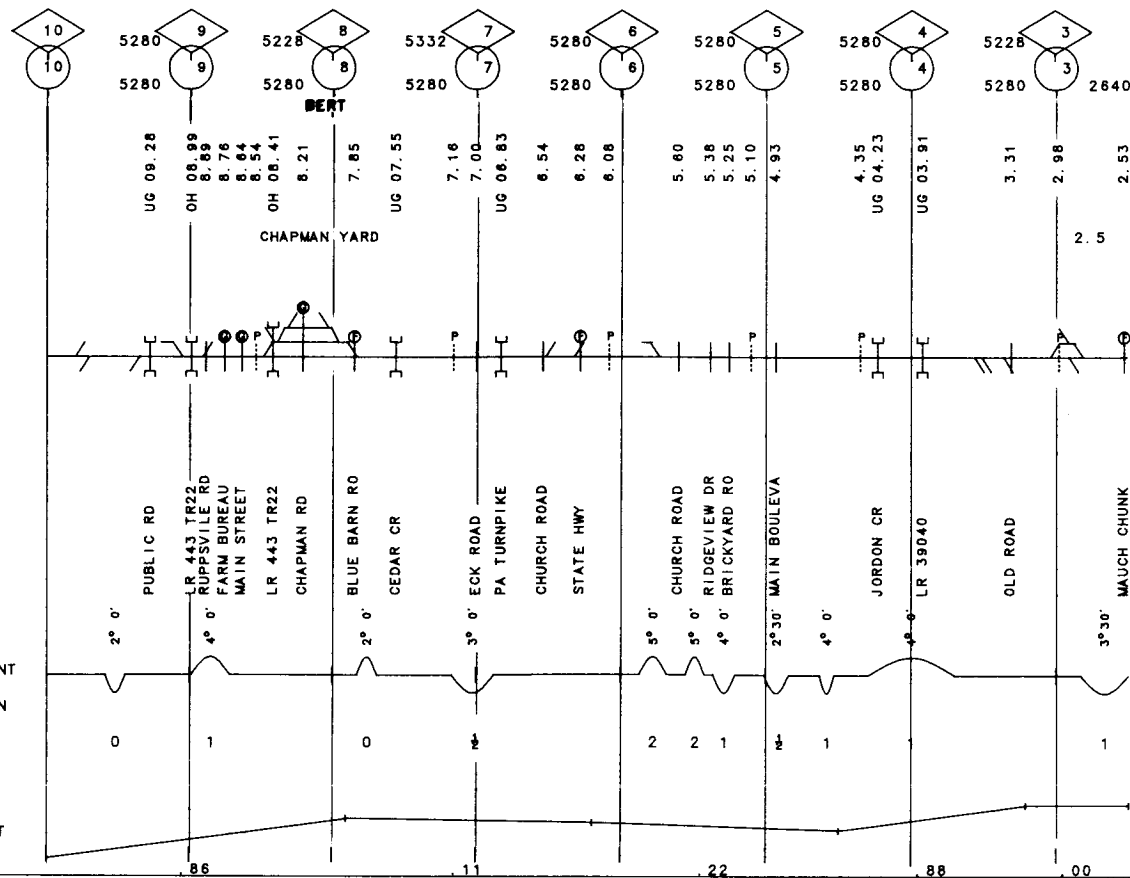 10 9 8 7 6 5 4 3
5280 5228 5332 5280 5280 5280 5228
10 9 8 7 6 5 4 3
5280 5280 5280 5280 5280 5280 5280 2640
BERT
UG 09.28
OH 08.99
8.89
8.76
8.64
8.54
OH 08.41
8.21
7.85
UG 07.55
7.16
7.00
UG 06.83
6.54
6.28
6.08
5.60
5.38
5.25
5.10
4.93
4.35
UG 04.23
UG 03.91
3.31
2.98
2.53
CHAPMAN YARD
2.5
G
G G P F P F P P P P F
PUBLIC RD
LR 443 TR22
RUPPSVILE RD
FARM BUREAU
MAIN STREET
LR 443 TR22
CHAPMAN RD
BLUE BARN RO
CEDAR CR
ECK ROAD
PA TURNPIKE
CHURCH ROAD
STATE HWY
CHURCH ROAD
RIDGEVIEW DR
BRICKYARD RO
MAIN BOULEVA
JORDON CR
LR 39040
OLD ROAD
MAUCH CHUNK
2° 0'
4° 0'
2° 0'
3° 0'
5° 0'
5° 0'
4° 0'
2° 30'
4° 0'
4° 0'
3° 30'
NT
N
0 1 0 ½ 2 2 1 ½ 1 1 1
T
.86 .11 .22 .88 .00